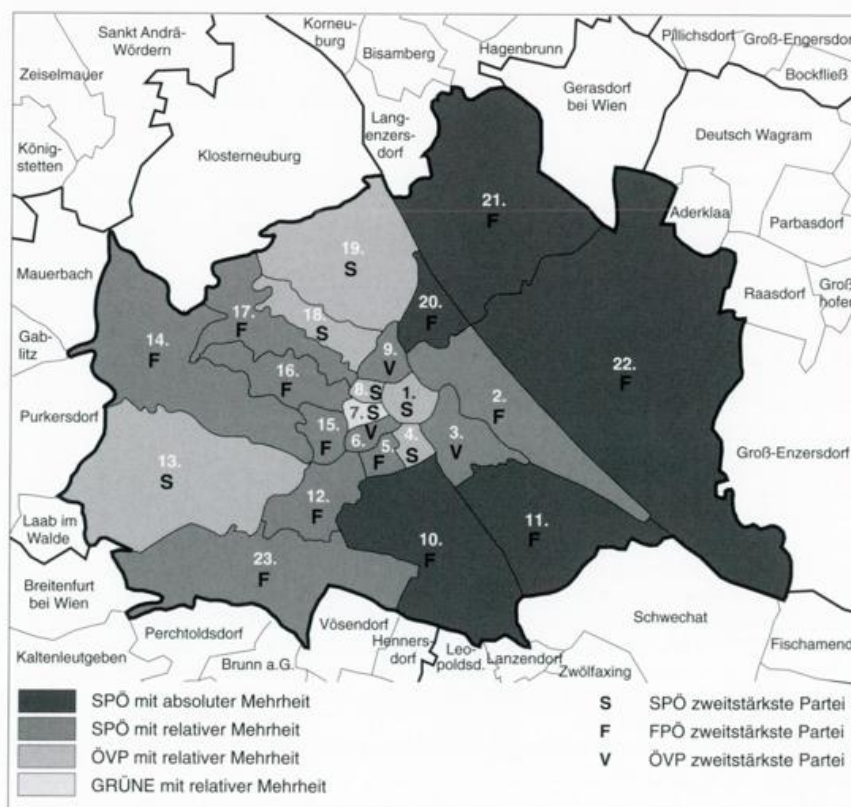 Sankt Andrä-
Wördern
Korneu-
burg
Bisamberg
Hagenbrunn
Pillichsdorf
Groß-Engersdorf
Bockfließ
Zeiselmauer
Gerasdorf
bei Wien
Lang-
enzers-
dorf
Deutsch Wagram
König-
stetten
Klosterneuburg
Aderklaa
Parbasdorf
Mauerbach
Raasdorf
Groß
hofen
Gab-
litz
Purkersdorf
Groß-Enzersdorf
Laab im
Walde
Breitenfurt
bei Wien
Kaltenleutgeben
Perchtoldsdorf
Brunn a.G.
Vösendorf
Henners-
dorf
Leo-
poldsd.
Lanzendorf
Zwölfaxing
Schwechat
Fischamend
21.
F
19.
S
20.
F
17.
F
18.
S
14.
F
16.
F
9.
V
22.
F
8. S
1.
S
2.
F
7. S
15.
F
V
6.
5.
F
4.
S
3.
V
13.
S
12.
F
10.
F
11.
F
23.
F
SPÖ mit absoluter Mehrheit
SPÖ mit relativer Mehrheit
ÖVP mit relativer Mehrheit
GRÜNE mit relativer Mehrheit
S SPÖ zweitstärkste Partei
F FPÖ zweitstärkste Partei
V ÖVP zweitstärkste Partei